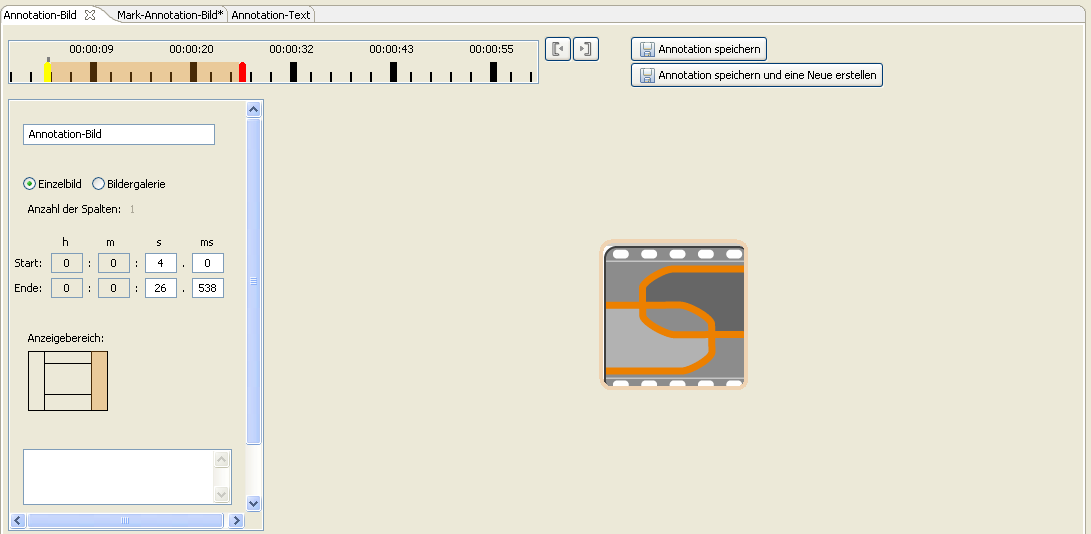 Annotation-Bild Mark-Annotation-Bild* Annotation-Text
00:00:09 00:00:20 00:00:32 00:00:43 00:00:55
Annotation speichern
Annotation speichern und eine Neue erstellen
Annotation-Bild
Einzelbild Bildergalerie
Anzahl der Spalten: 1
h m s ms
Start: 0 : 0 : 4 . 0
Ende: 0 : 0 : 26 . 538
Anzeigebereich: